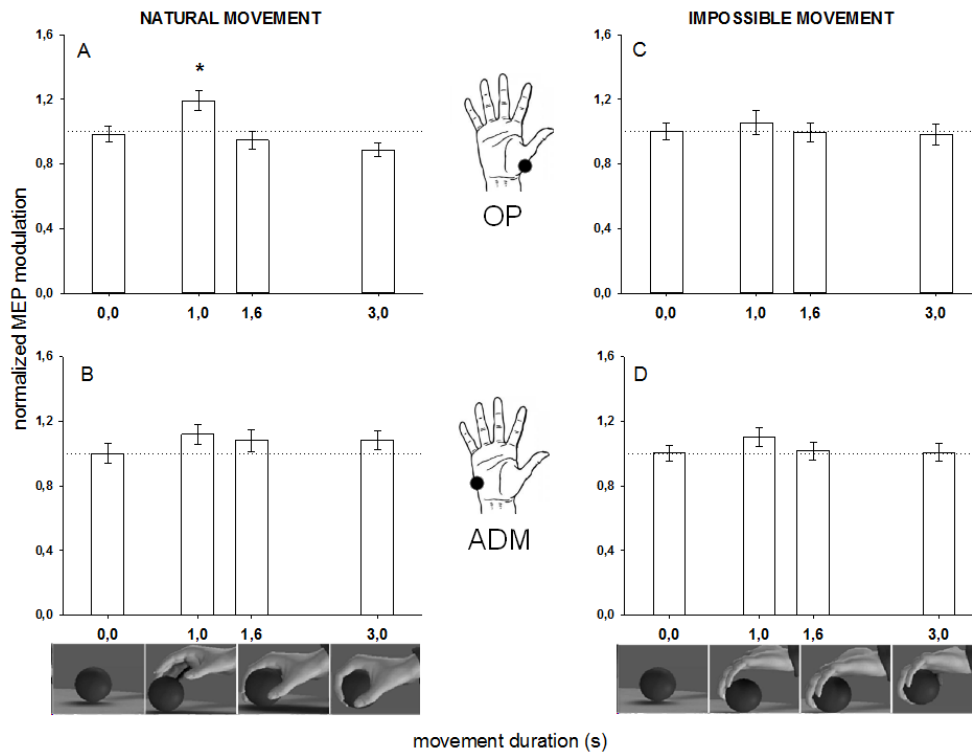 NATURAL MOVEMENT
IMPOSSIBLE MOVEMENT
normalized MEP modulation
A
*
1,6
1,2
0,8
0,4
0,0
0,0 1,0 1,6 3,0
OP
C
1,6
1,2
0,8
0,4
0,0
0,0 1,0 1,6 3,0
B
1,6
1,2
0,8
0,4
0,0
0,0 1,0 1,6 3,0
ADM
D
1,6
1,2
0,8
0,4
0,0
0,0 1,0 1,6 3,0
movement duration (s)